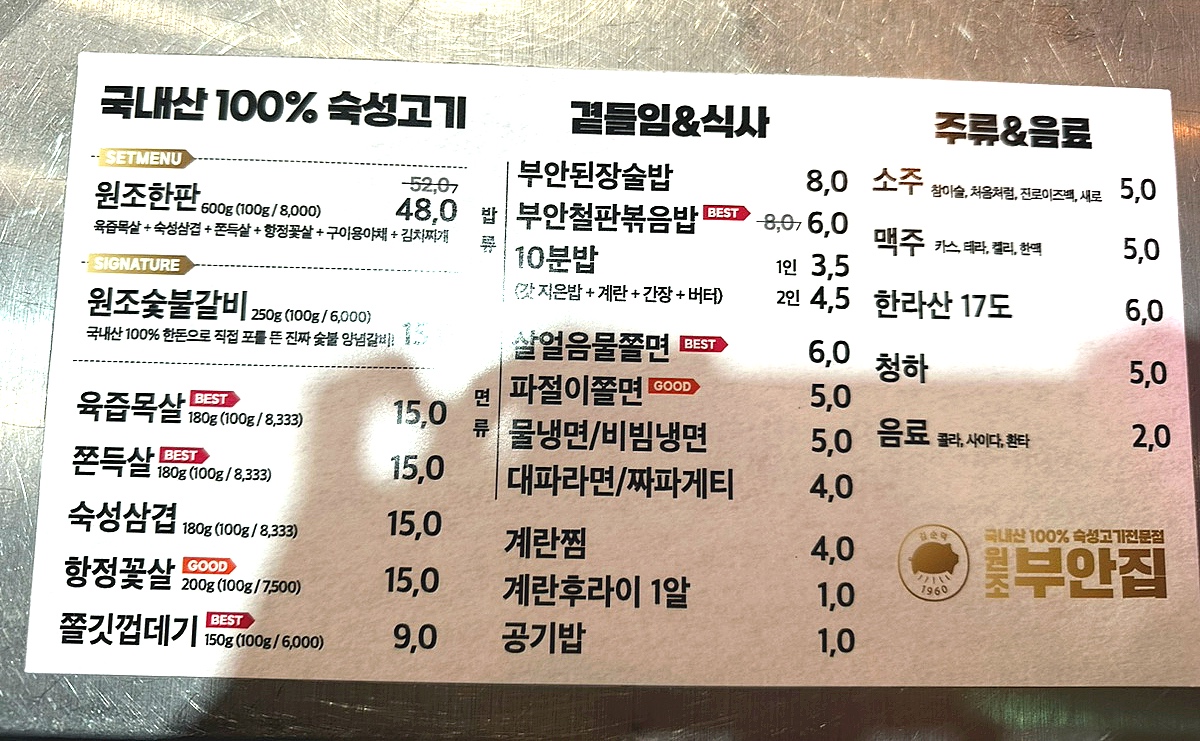 국내산 100% 숙성고기
SETMENU
원조한판 600g (100g / 8,000) 52,0 48,0
육즙목살 + 숙성삼겹 + 쫀득살 + 항정꽃살 + 구이용야채 + 김치찌개
SIGNATURE
원조숯불갈비 250g (100g / 6,000)
국내산 100% 한돈으로 직접 포를 뜬 진짜 숯불 양념갈비!
육즙목살 BEST 180g (100g / 8,333) 15,0
쫀득살 BEST 180g (100g / 8,333) 15,0
숙성삼겹 180g (100g / 8,333) 15,0
항정꽃살 GOOD 200g (100g / 7,500) 15,0
쫄깃껍데기 BEST 150g (100g / 6,000) 9,0
곁들임&식사
밥류
부안된장술밥 8,0
부안철판볶음밥 BEST 8,0 6,0
10분밥 1인 3,5
(갓 지은밥 + 계란 + 간장 + 버터) 2인 4,5
면류
살얼음물쫄면 BEST 6,0
파절이쫄면 GOOD 5,0
물냉면/비빔냉면 5,0
대파라면/짜파게티 4,0
계란찜 4,0
계란후라이 1알 1,0
공기밥 1,0
주류&음료
소주 참이슬, 처음처럼, 진로이즈백, 새로 5,0
맥주 카스, 테라, 켈리, 한맥 5,0
한라산 17도 6,0
청하 5,0
음료 콜라, 사이다, 환타 2,0
김순덕
1960
국내산 100% 숙성고기전문점
원조 부안집